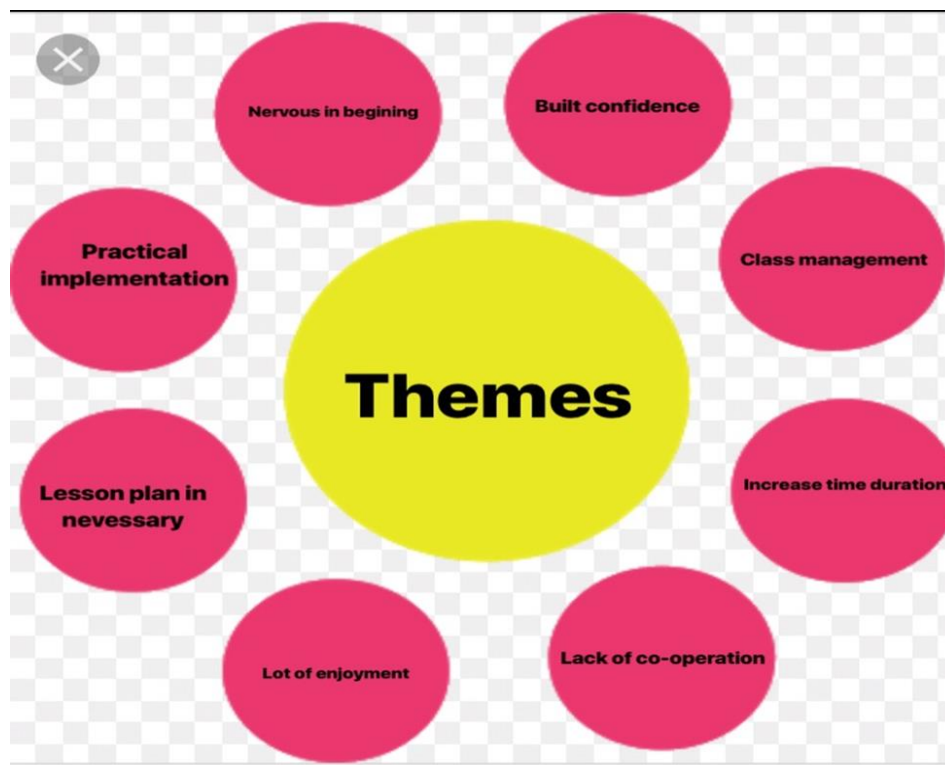 Nervous in begining
Built confidence
Class management
Increase time duration
Lack of co-operation
Lot of enjoyment
Lesson plan in
nevessary
Practical
implementation
Themes